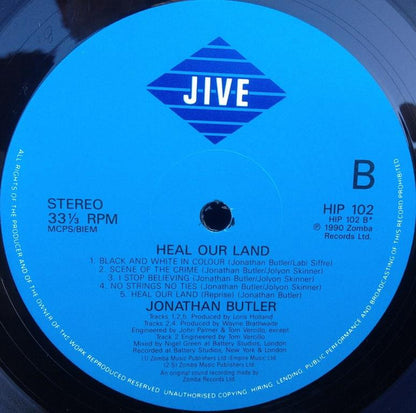 JIVE
STEREO
33⅓ RPM
MCPS/BIEM
B
HIP 102
HIP 102 B*
℗ 1990 Zomba
Records Ltd.
HEAL OUR LAND
1. BLACK AND WHITE IN COLOUR (Jonathan Butler/Labi Siffre)
2. SCENE OF THE CRIME (Jonathan Butler/Jolyon Skinner)
3. I STOP BELIEVING (Jonathan Butler/Jolyon Skinner)
4. NO STRINGS NO TIES (Jonathan Butler/Jolyon Skinner)
5. HEAL OUR LAND (Reprise) (Jonathan Butler)
JONATHAN BUTLER
Tracks 1,2,5. Produced by Loris Holland
Tracks 2,4. Produced by Wayne Brathwaite
Engineered by John Palmer & Tom Vercillo, except
Track 2 Engineered by Tom Vercillo
Mixed by Nigel Green at Battery Studios, London
Recorded at Battery Studios, New York & London
(1) Zomba Music Publishers Ltd/Empire Music Ltd.
(2-5) Zomba Music Publishers Ltd.
An original sound recording made by
Zomba Records Ltd.
ALL RIGHTS OF THE PRODUCER AND OF THE OWNER OF THE WORK REPRODUCED RESERVED. UNAUTHORISED COPYING, HIRING, LENDING, PUBLIC PERFORMANCE AND BROADCASTING OF THIS RECORD